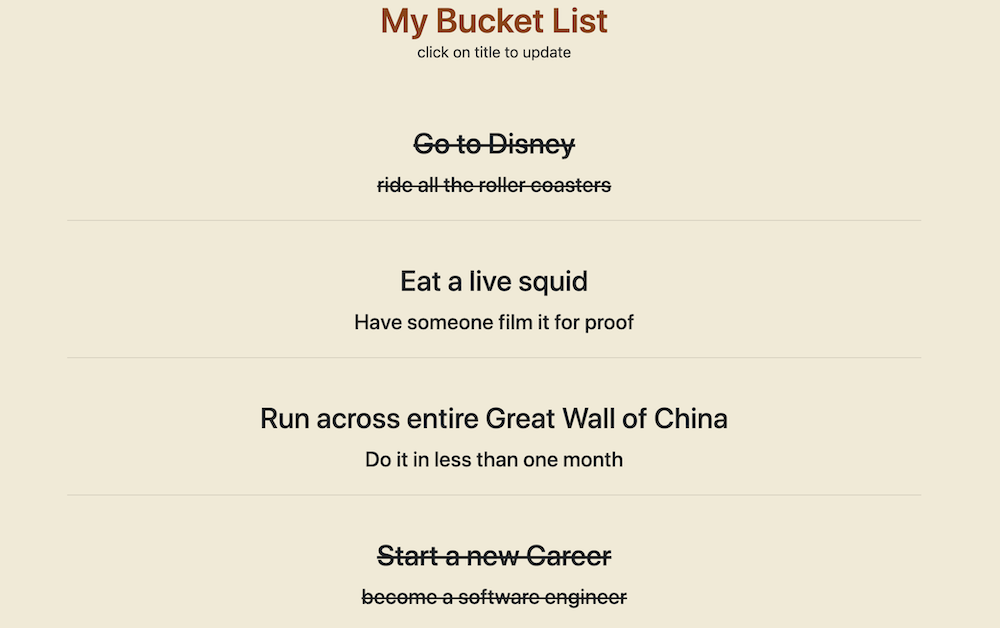 My Bucket List
click on title to update
Go to Disney
ride all the roller coasters
Eat a live squid
Have someone film it for proof
Run across entire Great Wall of China
Do it in less than one month
Start a new Career
become a software engineer